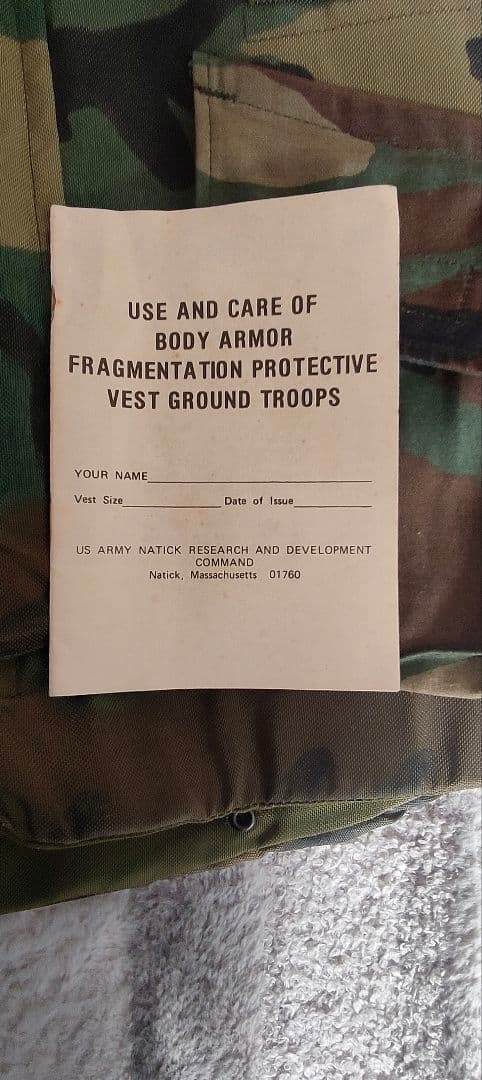 USE AND CARE OF
BODY ARMOR
FRAGMENTATION PROTECTIVE
VEST GROUND TROOPS
YOUR NAME
Vest Size Date of Issue
US ARMY NATICK RESEARCH AND DEVELOPMENT
COMMAND
Natick, Massachusetts 01760